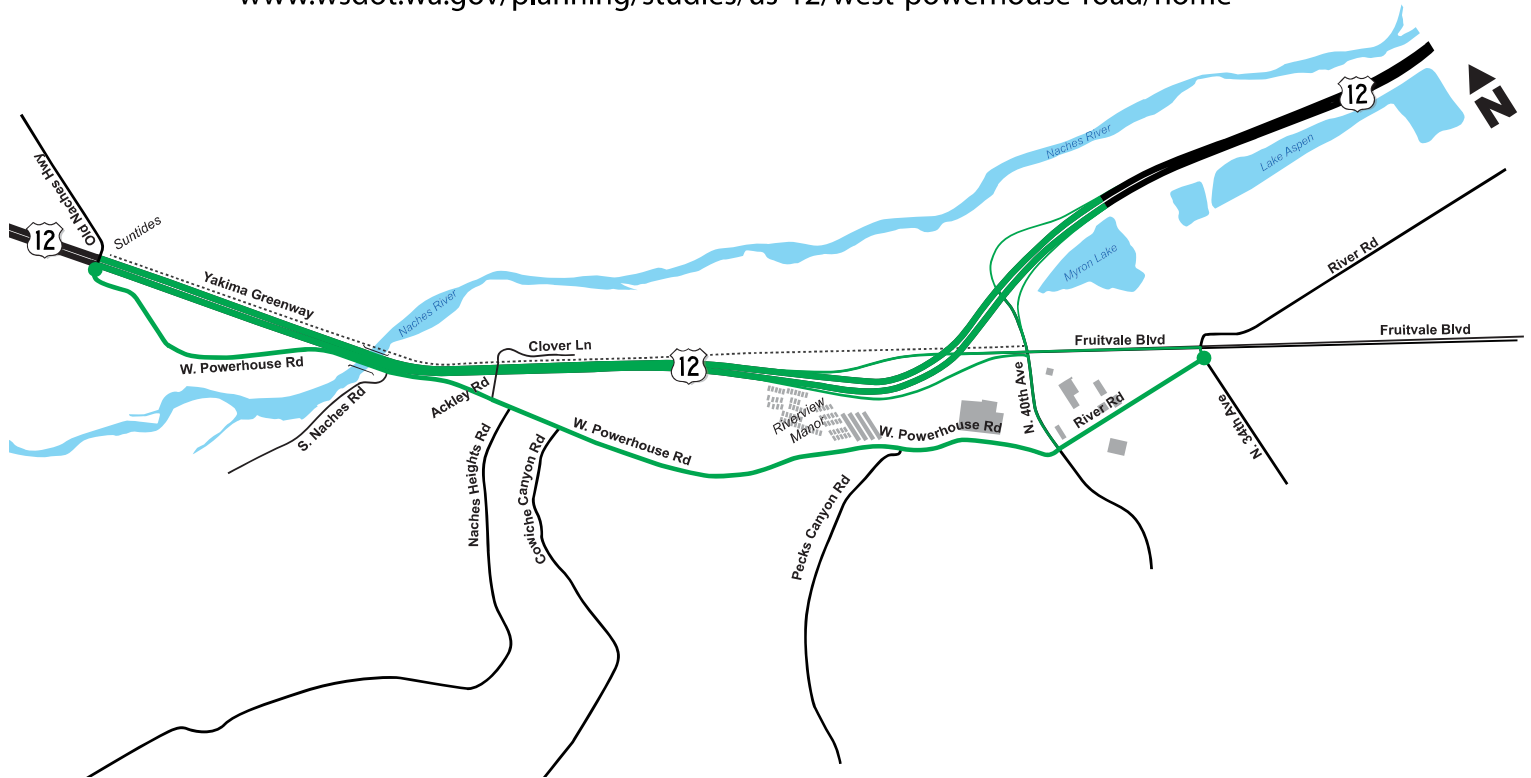 www.wsdot.wa.gov/planning/studies/us-12/west-powerhouse-road/home
12
N
Naches River
Lake Aspen
Old Naches Hwy
12
Suntides
River Rd
Myron Lake
Yakima Greenway
Naches River
Fruitvale Blvd
Fruitvale Blvd
Clover Ln
12
W. Powerhouse Rd
Ackley Rd
S. Naches Rd
Riverview
Manor
N. 40th Ave
River Rd
N. 34th Ave
W. Powerhouse Rd
W. Powerhouse Rd
Naches Heights Rd
Cowiche Canyon Rd
Pecks Canyon Rd